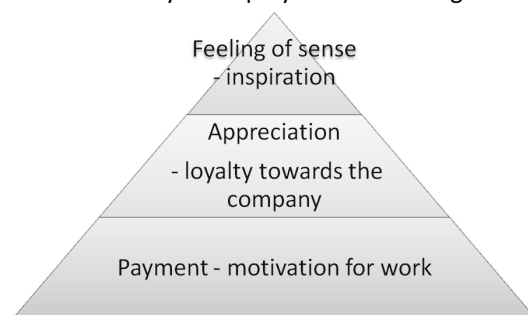 Feeling of sense
- inspiration
Appreciation
- loyalty towards the
company
Payment - motivation for work